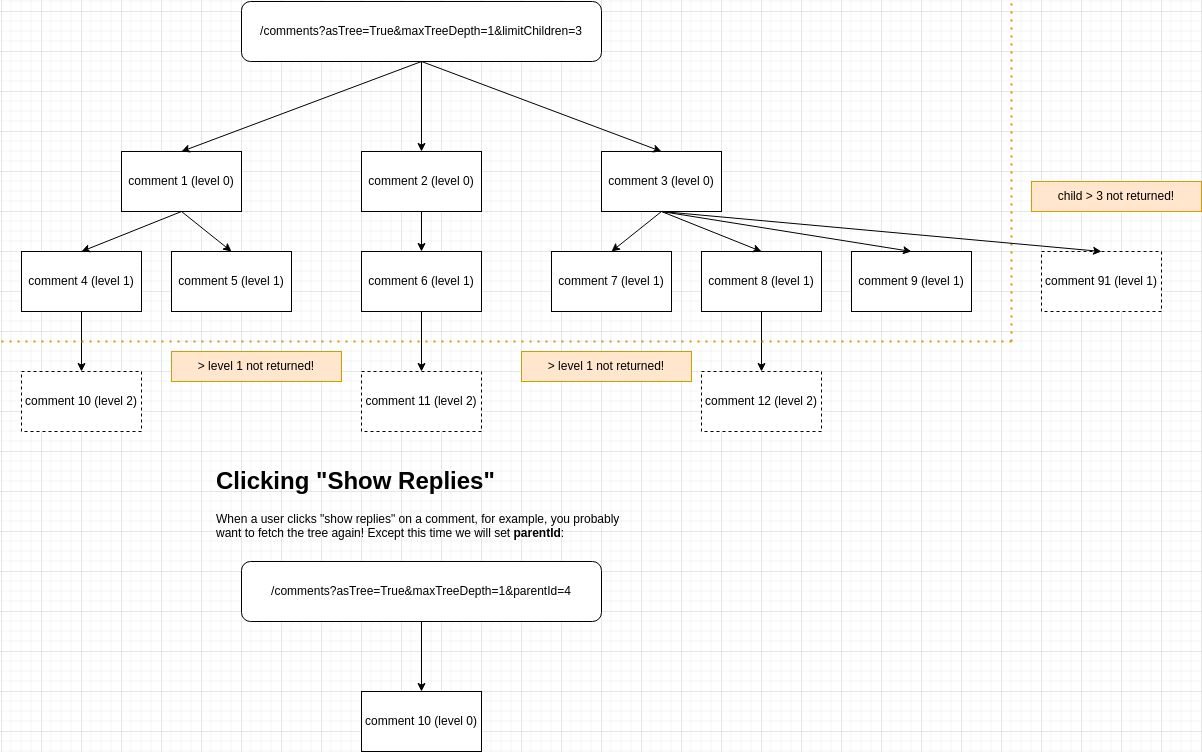 /comments?asTree=True&maxTreeDepth=1&limitChildren=3
comment 1 (level 0)
comment 2 (level 0)
comment 3 (level 0)
child > 3 not returned!
comment 4 (level 1)
comment 5 (level 1)
comment 6 (level 1)
comment 7 (level 1)
comment 8 (level 1)
comment 9 (level 1)
comment 91 (level 1)
> level 1 not returned!
> level 1 not returned!
comment 10 (level 2)
comment 11 (level 2)
comment 12 (level 2)
Clicking "Show Replies"
When a user clicks "show replies" on a comment, for example, you probably
want to fetch the tree again! Except this time we will set parentId:
/comments?asTree=True&maxTreeDepth=1&parentId=4
comment 10 (level 0)